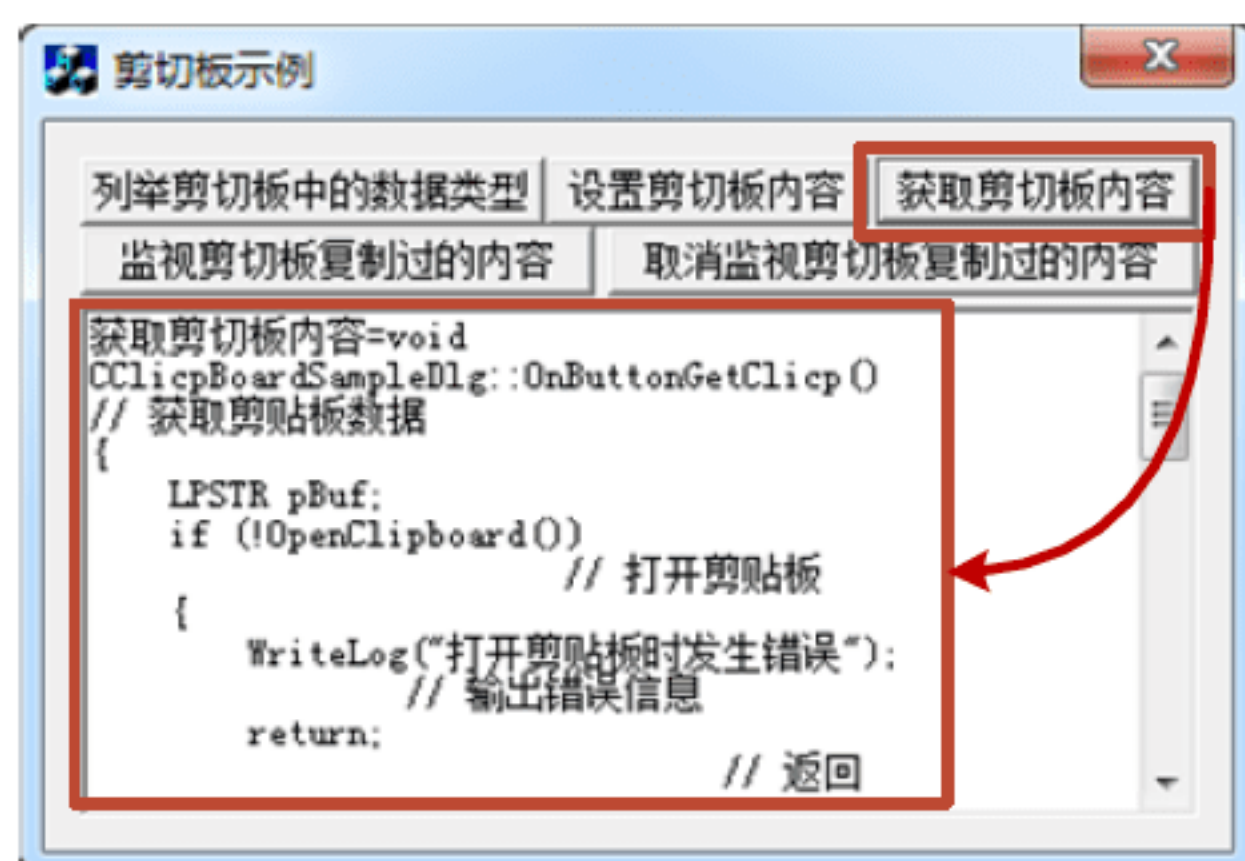 剪切板示例
列举剪切板中的数据类型 设置剪切板内容 获取剪切板内容
监视剪切板复制过的内容 取消监视剪切板复制过的内容
获取剪切板内容=void
CClicpBoardSampleDlg::OnButtonGetClicp()
// 获取剪贴板数据
{
LPSTR pBuf;
if (!OpenClipboard())
// 打开剪贴板
{
WriteLog("打开剪贴板时发生错误");
// 输出错误信息
return;
// 返回